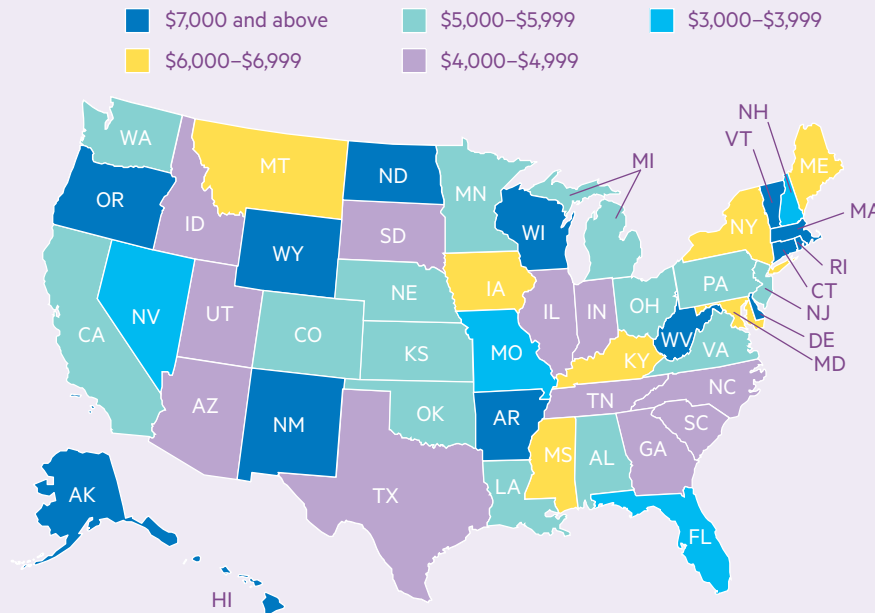 $7,000 and above
$5,000–$5,999
$3,000–$3,999
$6,000–$6,999
$4,000–$4,999
NH
VT
WA
MT
ND
MN
MI
ME
OR
ID
SD
WI
NY
MA
WY
RI
CT
NV
UT
NE
IA
IL
IN
OH
PA
NJ
CA
CO
KS
MO
KY
WV
VA
DE
MD
AZ
NM
OK
AR
TN
NC
SC
MS
AL
GA
LA
TX
AK
FL
HI